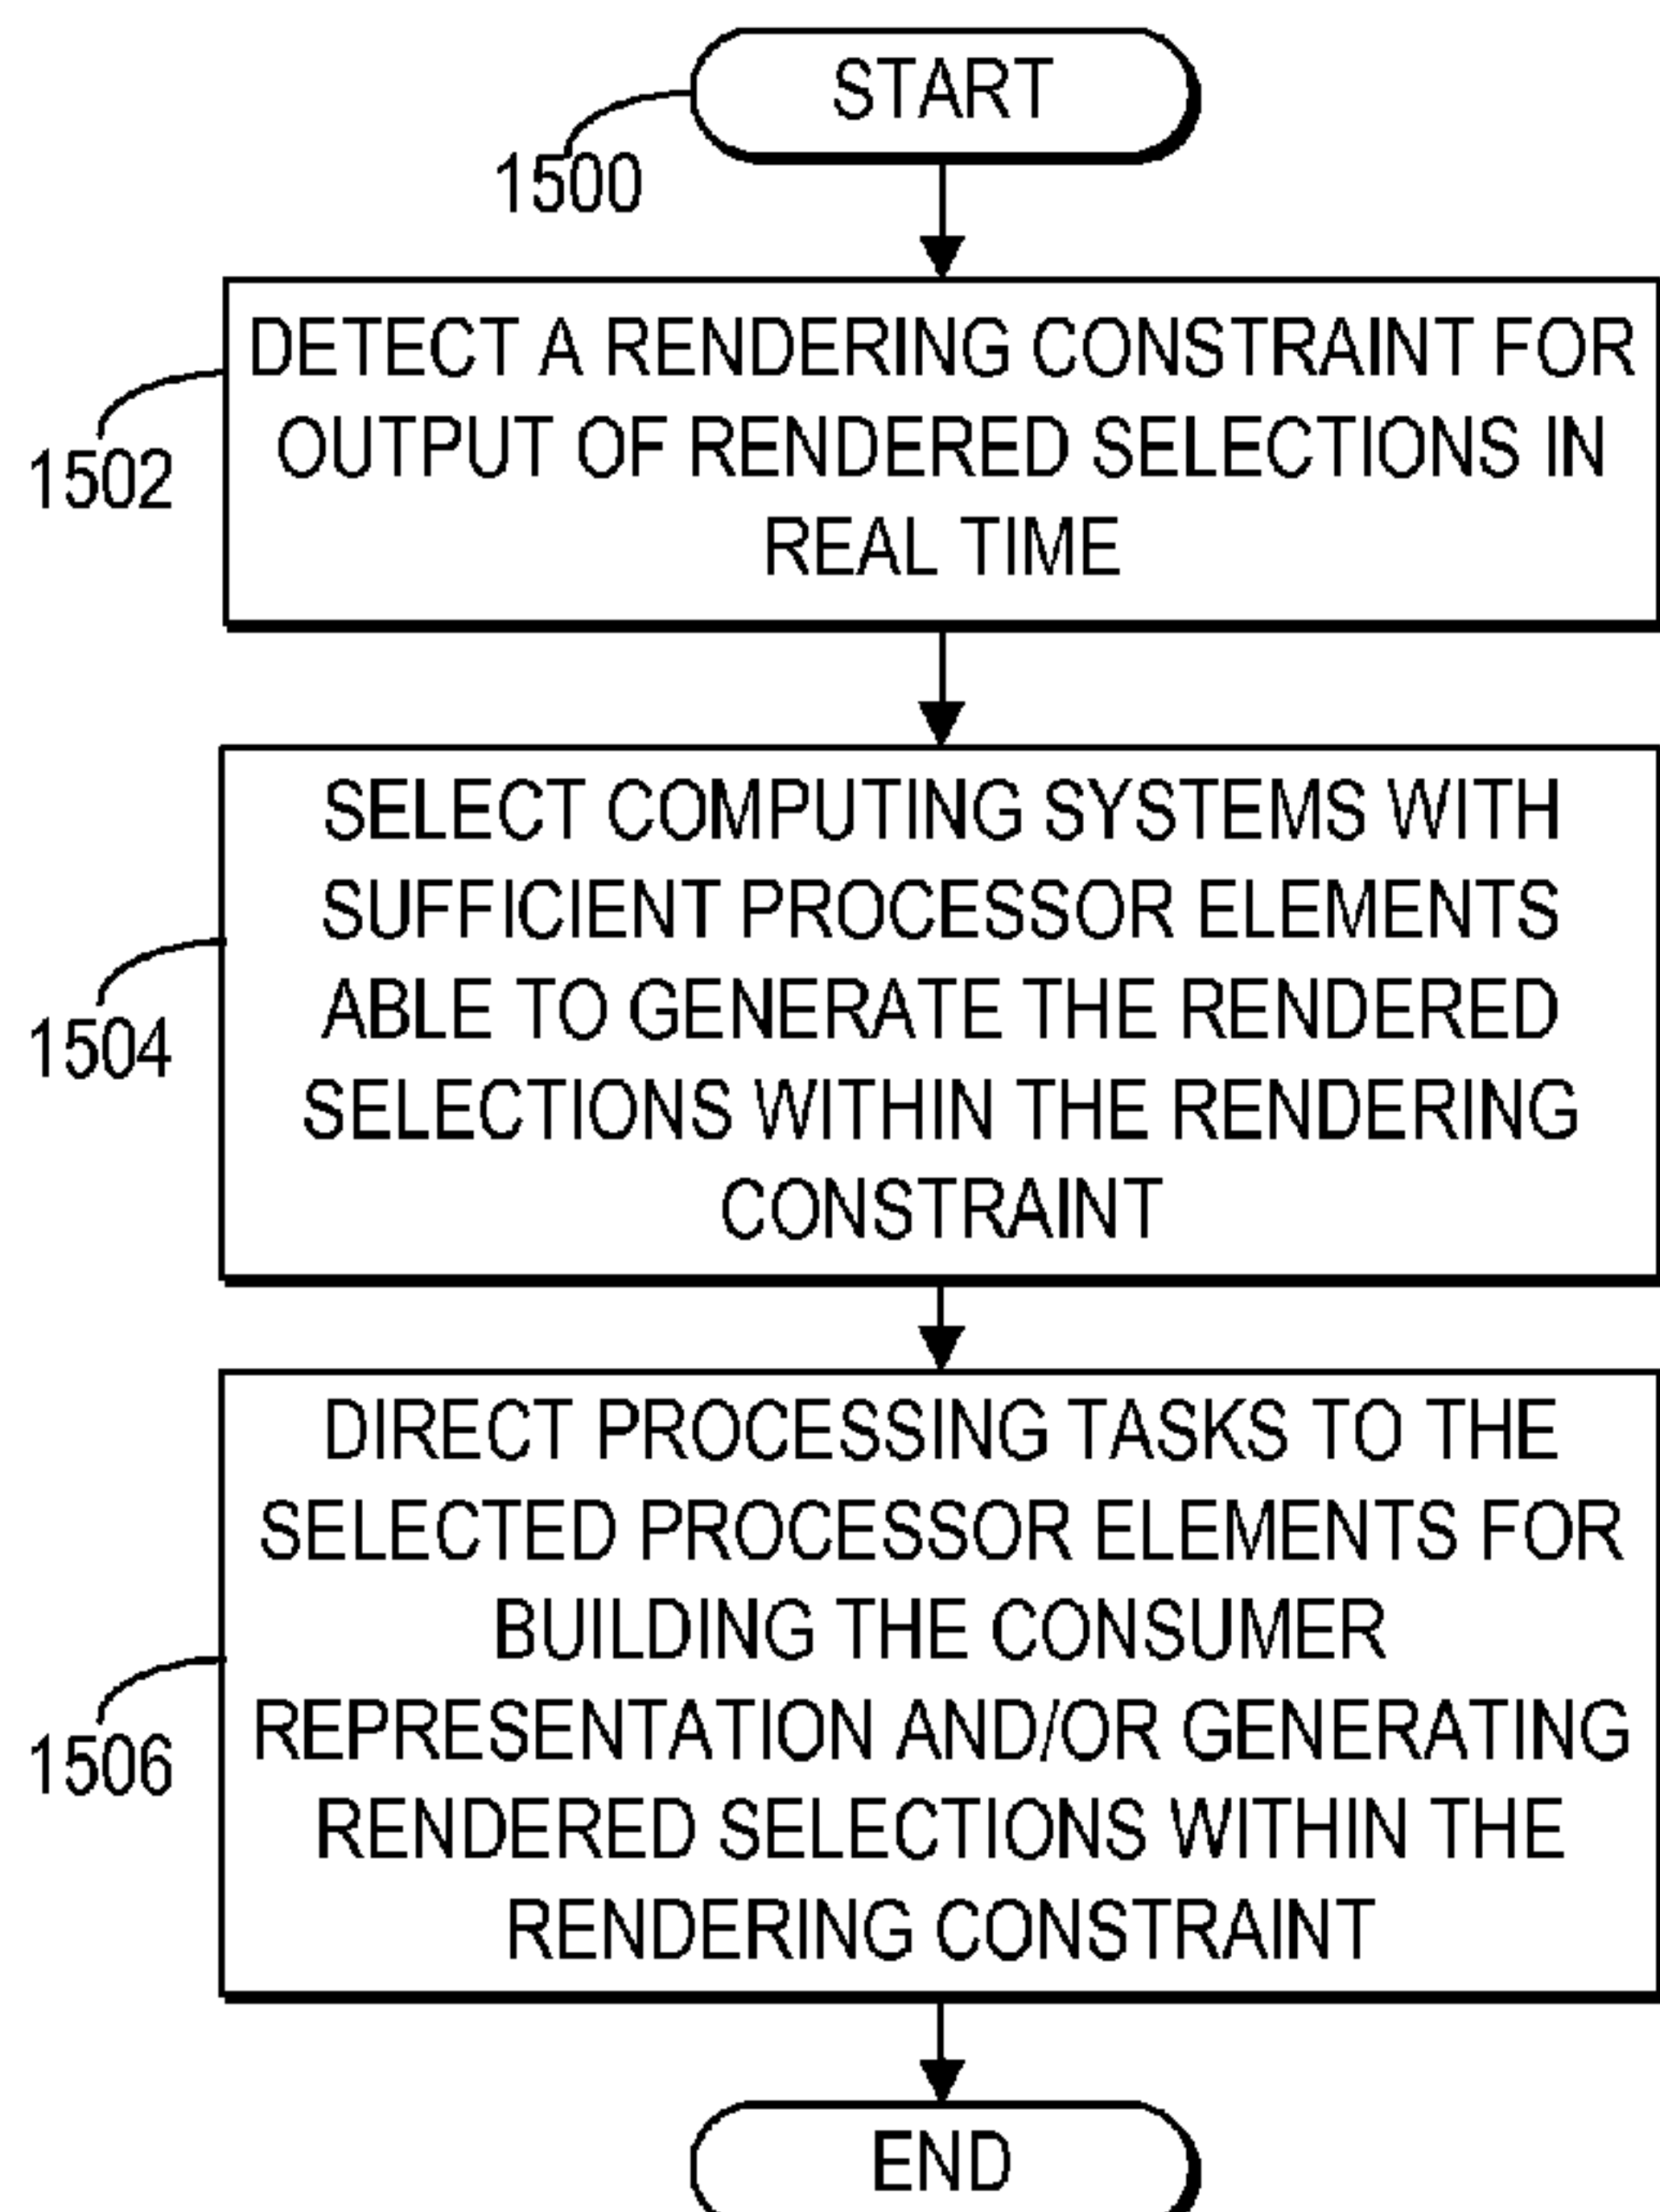 START
1500
DETECT A RENDERING CONSTRAINT FOR
OUTPUT OF RENDERED SELECTIONS IN
REAL TIME
1502
SELECT COMPUTING SYSTEMS WITH
SUFFICIENT PROCESSOR ELEMENTS
ABLE TO GENERATE THE RENDERED
SELECTIONS WITHIN THE RENDERING
CONSTRAINT
1504
DIRECT PROCESSING TASKS TO THE
SELECTED PROCESSOR ELEMENTS FOR
BUILDING THE CONSUMER
REPRESENTATION AND/OR GENERATING
RENDERED SELECTIONS WITHIN THE
RENDERING CONSTRAINT
1506
END